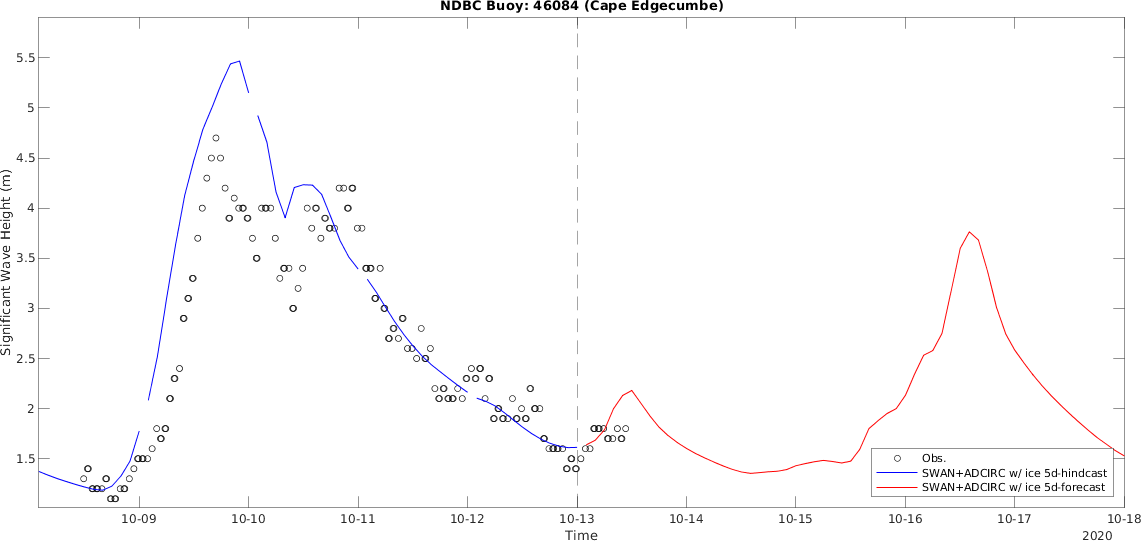 NDBC Buoy: 46084 (Cape Edgecumbe)
Significant Wave Height (m)
5.5
5
4.5
4
3.5
3
2.5
2
1.5
Obs.
SWAN+ADCIRC w/ ice 5d-hindcast
SWAN+ADCIRC w/ ice 5d-forecast
10-09 10-10 10-11 10-12 10-13 10-14 10-15 10-16 10-17 10-18
Time
2020